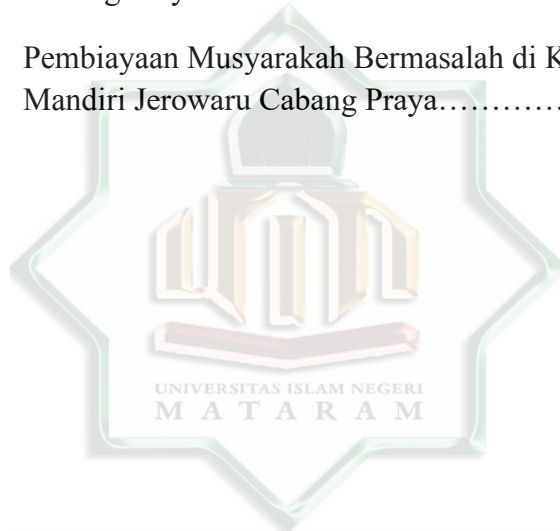 Pembiayaan Musyarakah Bermasalah di K
Mandiri Jerowaru Cabang Praya…………..
UNIVERSITAS ISLAM NEGERI
MATARAM